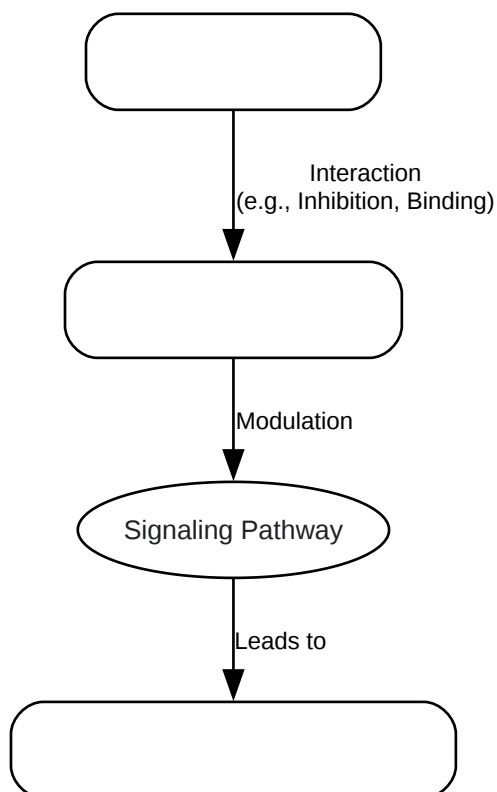 Interaction
(e.g., Inhibition, Binding)
Modulation
Signaling Pathway
Leads to